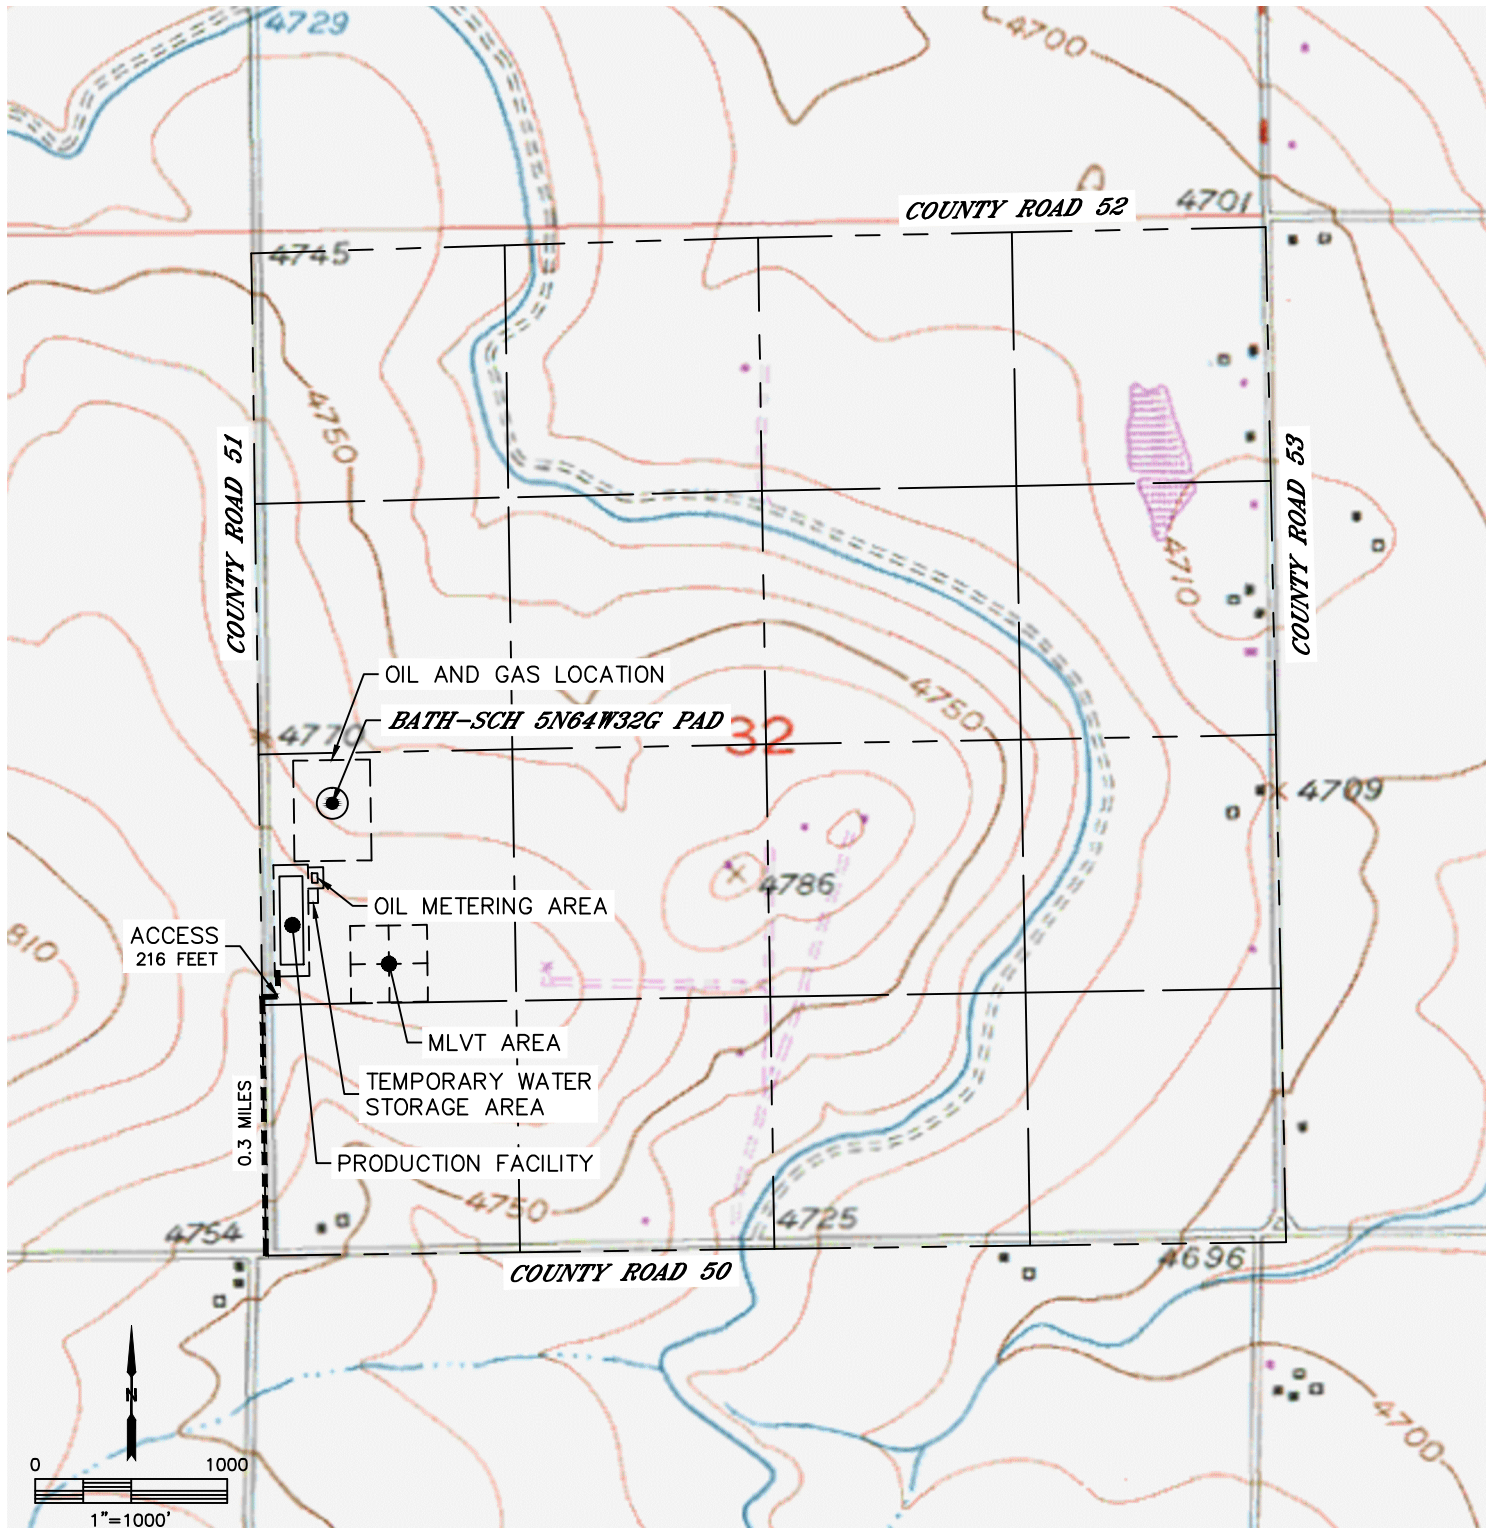 4729
4700
COUNTY ROAD 52
4701
4745
4750
COUNTY ROAD 51
COUNTY ROAD 53
4710
OIL AND GAS LOCATION
4750
BATH-SCH 5N64W32G PAD
32
4770
4709
4786
OIL METERING AREA
810
ACCESS
216 FEET
MLVT AREA
TEMPORARY WATER
STORAGE AREA
0.3 MILES
PRODUCTION FACILITY
4750
4725
4754
4696
COUNTY ROAD 50
N
4700
0 1000
1"=1000'